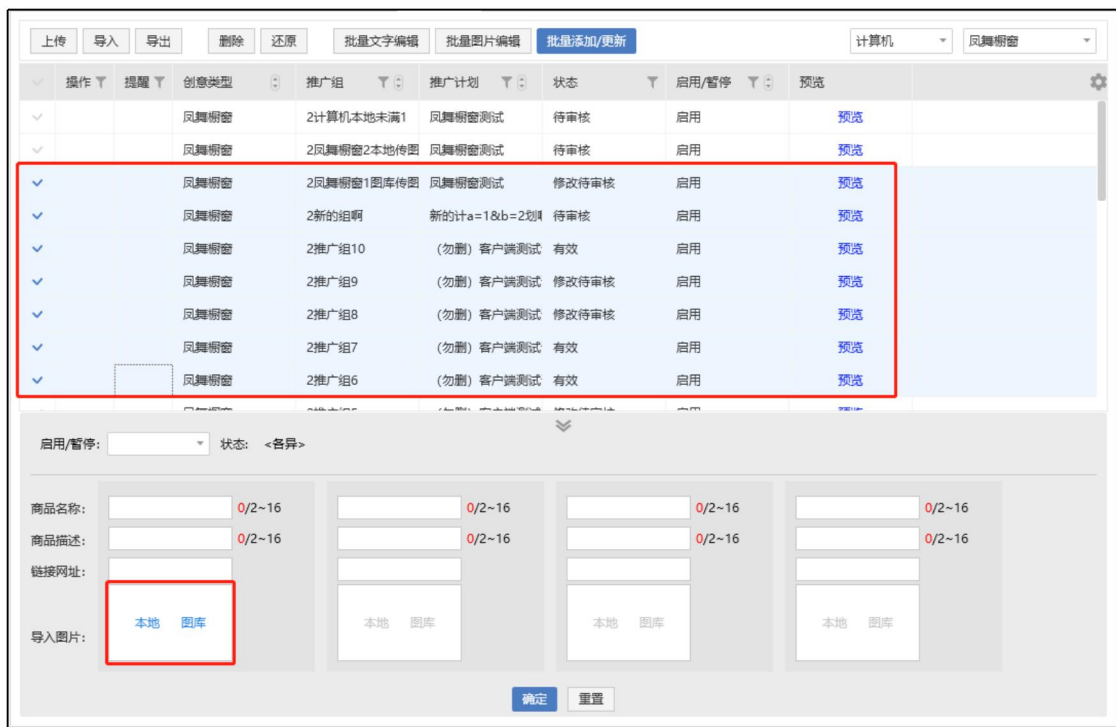 上传 导入 导出 删除 还原 批量文字编辑 批量图片编辑 批量添加/更新 计算机 凤舞橱窗
操作 提醒 创意类型 推广组 推广计划 状态 启用/暂停 预览
凤舞橱窗 2计算机本地未满1 凤舞橱窗测试 待审核 启用 预览
凤舞橱窗 2凤舞橱窗2本地传图 凤舞橱窗测试 待审核 启用 预览
凤舞橱窗 2凤舞橱窗1图库传图 凤舞橱窗测试 修改待审核 启用 预览
凤舞橱窗 2新的组啊 新的计a=1&b=2划 待审核 启用 预览
凤舞橱窗 2推广组10 （勿删）客户端测试 有效 启用 预览
凤舞橱窗 2推广组9 （勿删）客户端测试 修改待审核 启用 预览
凤舞橱窗 2推广组8 （勿删）客户端测试 修改待审核 启用 预览
凤舞橱窗 2推广组7 （勿删）客户端测试 有效 启用 预览
凤舞橱窗 2推广组6 （勿删）客户端测试 有效 启用 预览
启用/暂停: 状态: <各异>
商品名称: 0/2~16 0/2~16 0/2~16 0/2~16
商品描述: 0/2~16 0/2~16 0/2~16 0/2~16
链接网址:
导入图片: 本地 图库 本地 图库 本地 图库 本地 图库
确定 重置